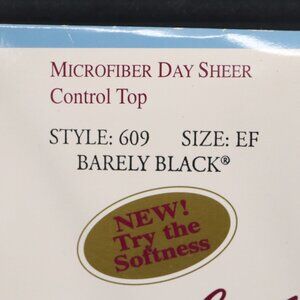 MICROFIBER DAY SHEER
Control Top
STYLE: 609 SIZE: EF
BARELY BLACK®
NEW!
Try the
Softness